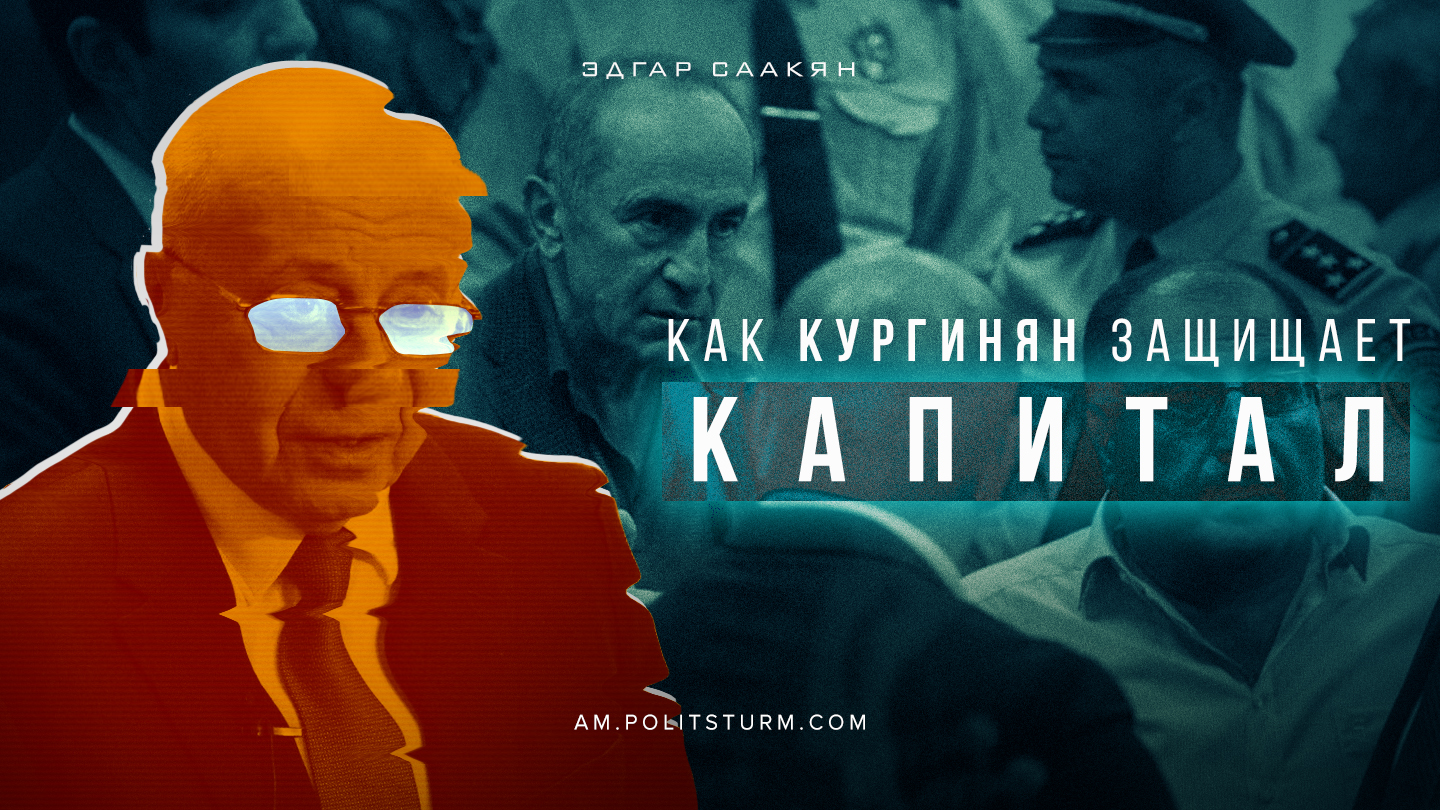 ЭДГАР СААКЯН
КАК КУРГИНЯН ЗАЩИЩАЕТ
КАПИТАЛ
AM.POLITSTURM.COM